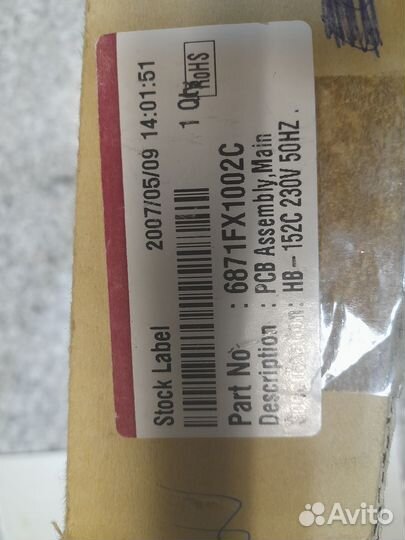 Stock Label 2007/05/09 14:01:51
1 Qty RoHS
Part No : 6871FX1002C
Description : PCB Assembly,Main
Specification : HB-152C 230V 50HZ .
Avito